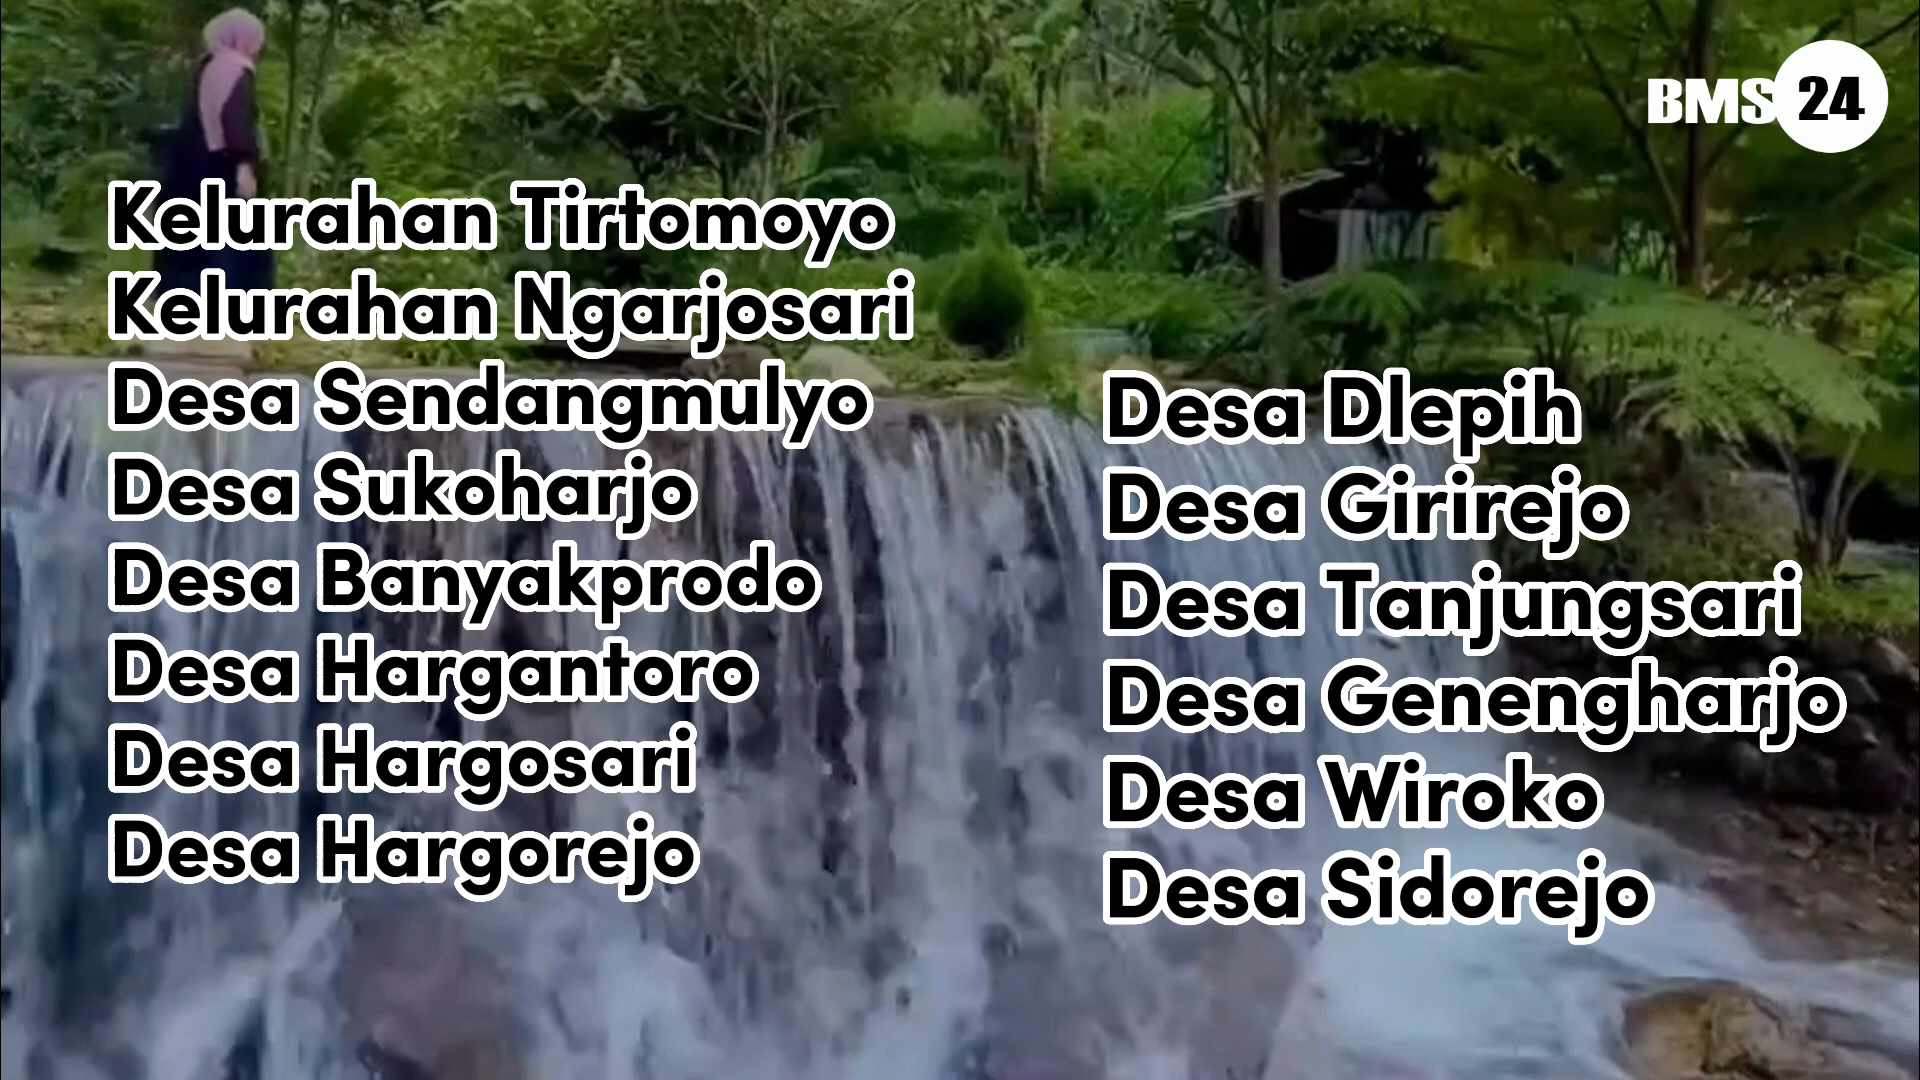 BMS 24
Kelurahan Tirtomoyo
Kelurahan Ngarjosari
Desa Sendangmulyo
Desa Sukoharjo
Desa Banyakprodo
Desa Hargantoro
Desa Hargosari
Desa Hargorejo
Desa Dlepih
Desa Girirejo
Desa Tanjungsari
Desa Genengharjo
Desa Wiroko
Desa Sidorejo